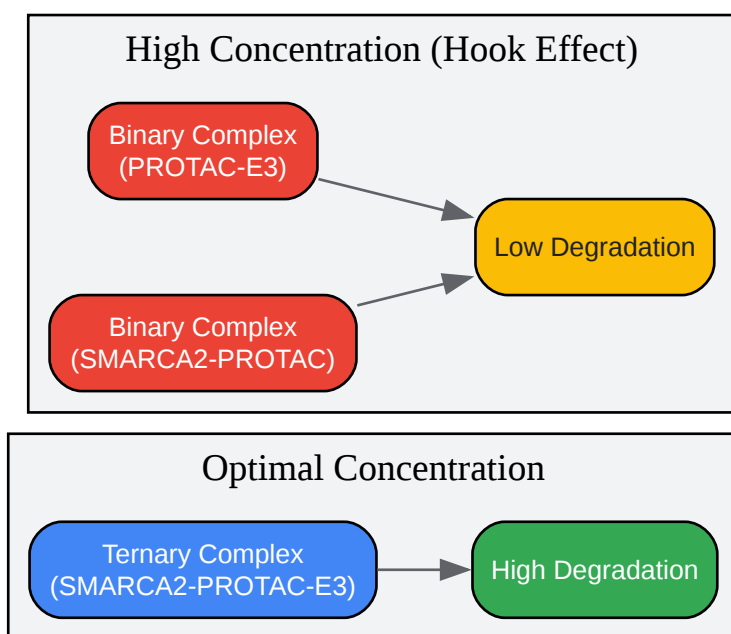 High Concentration (Hook Effect)
Binary Complex
(PROTAC-E3)
Low Degradation
Binary Complex
(SMARCA2-PROTAC)
Optimal Concentration
Ternary Complex
(SMARCA2-PROTAC-E3)
High Degradation